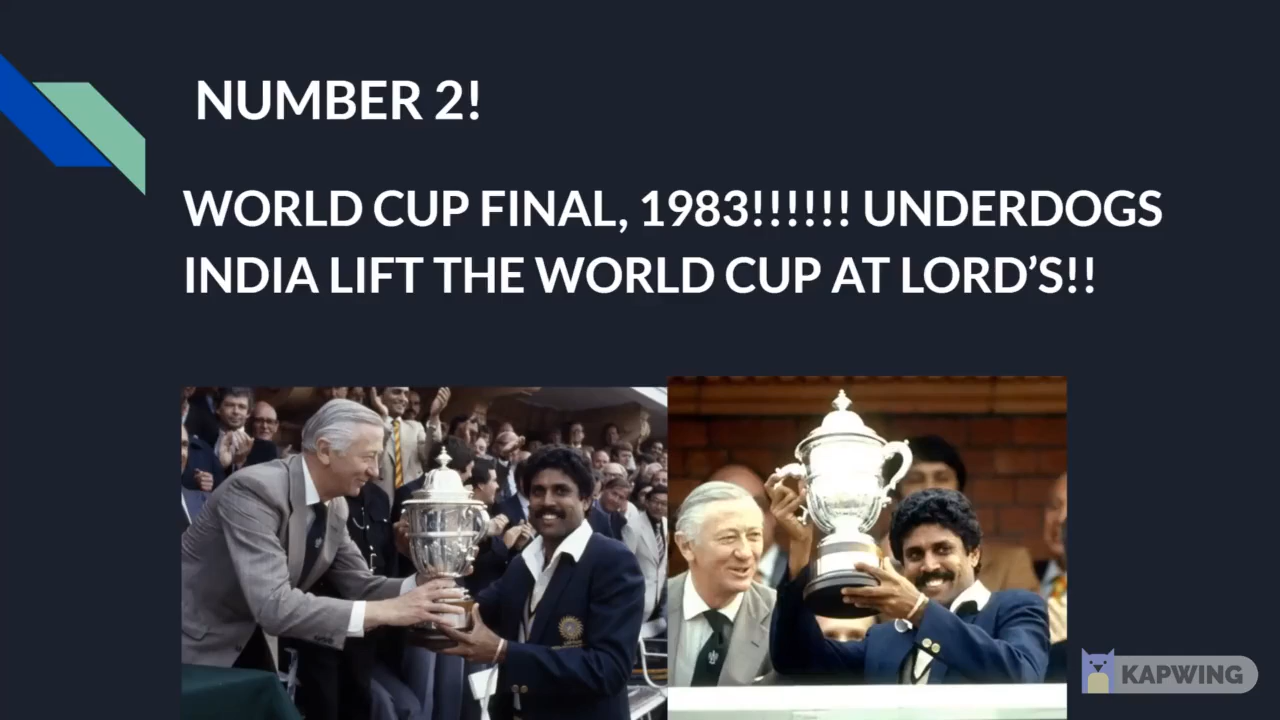 NUMBER 2!
WORLD CUP FINAL, 1983!!!!!! UNDERDOGS
INDIA LIFT THE WORLD CUP AT LORD’S!!
KAPWING